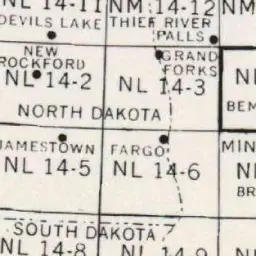 NL 14-11 NM 14-12 NM
DEVILS LAKE THIEF RIVER
PALLS
NEW
ROCKFORD
GRAND
FORKS
NL 14-2 NL 14-3
NORTH DAKOTA
BEM
JAMESTOWN FARGO MIN
NL 14-5 NL 14-6
BR
SOUTH DAKOTA
NL 14-8 NL 14-9